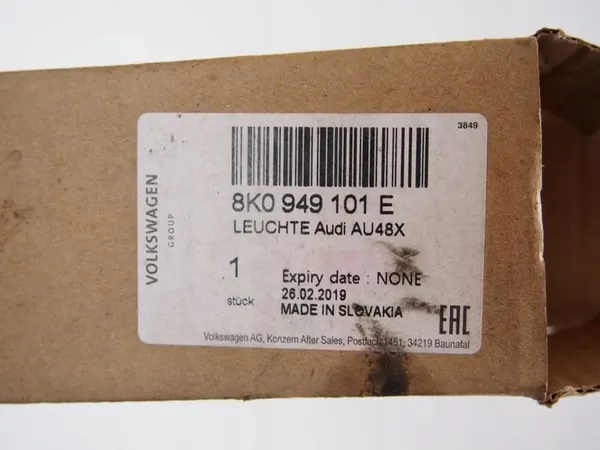 3849
VOLKSWAGEN
GROUP
8K0 949 101 E
LEUCHTE Audi AU48X
1
stück
Expiry date : NONE
26.02.2019
MADE IN SLOVAKIA
EAC
Volkswagen AG, Konzern After Sales, Postfach 1451, 34219 Baunatal